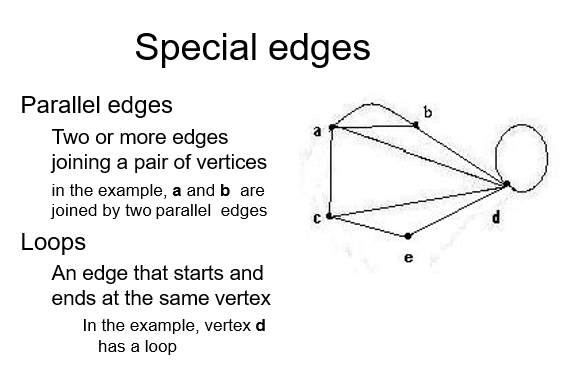 Special edges
Parallel edges
Two or more edges
joining a pair of vertices
in the example, a and b are
joined by two parallel edges
Loops
An edge that starts and
ends at the same vertex
In the example, vertex d
has a loop
a
b
c
d
e